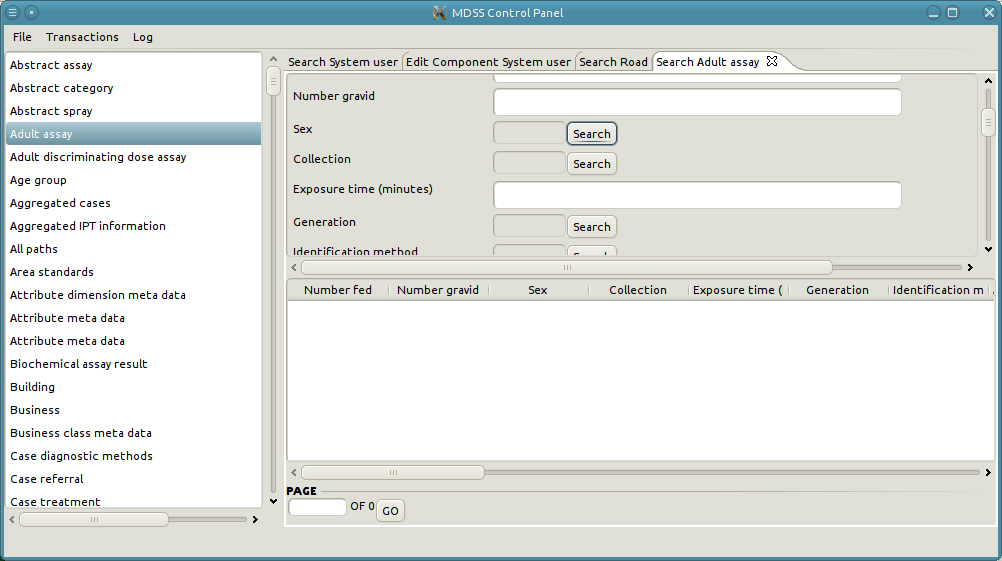 MDSS Control Panel
File Transactions Log
Abstract assay
Abstract category
Abstract spray
Adult assay
Adult discriminating dose assay
Age group
Aggregated cases
Aggregated IPT information
All paths
Area standards
Attribute dimension meta data
Attribute meta data
Attribute meta data
Biochemical assay result
Building
Business
Business class meta data
Case diagnostic methods
Case referral
Case treatment
Search System user Edit Component System user Search Road Search Adult assay
Number gravid
Sex Search
Collection Search
Exposure time (minutes)
Generation Search
Identification method Search
Number fed Number gravid Sex Collection Exposure time ( Generation Identification m
PAGE
OF 0 GO